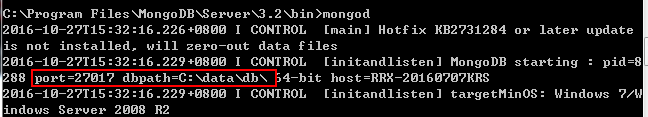 C:\Program Files\MongoDB\Server\3.2\bin>mongod
2016-10-27T15:32:16.226+0800 I CONTROL  [main] Hotfix KB2731284 or later update
is not installed, will zero-out data files
2016-10-27T15:32:16.229+0800 I CONTROL  [initandlisten] MongoDB starting : pid=8
288 port=27017 dbpath=C:\data\db\ 64-bit host=RRX-20160707KRS
2016-10-27T15:32:16.229+0800 I CONTROL  [initandlisten] targetMinOS: Windows 7/W
indows Server 2008 R2